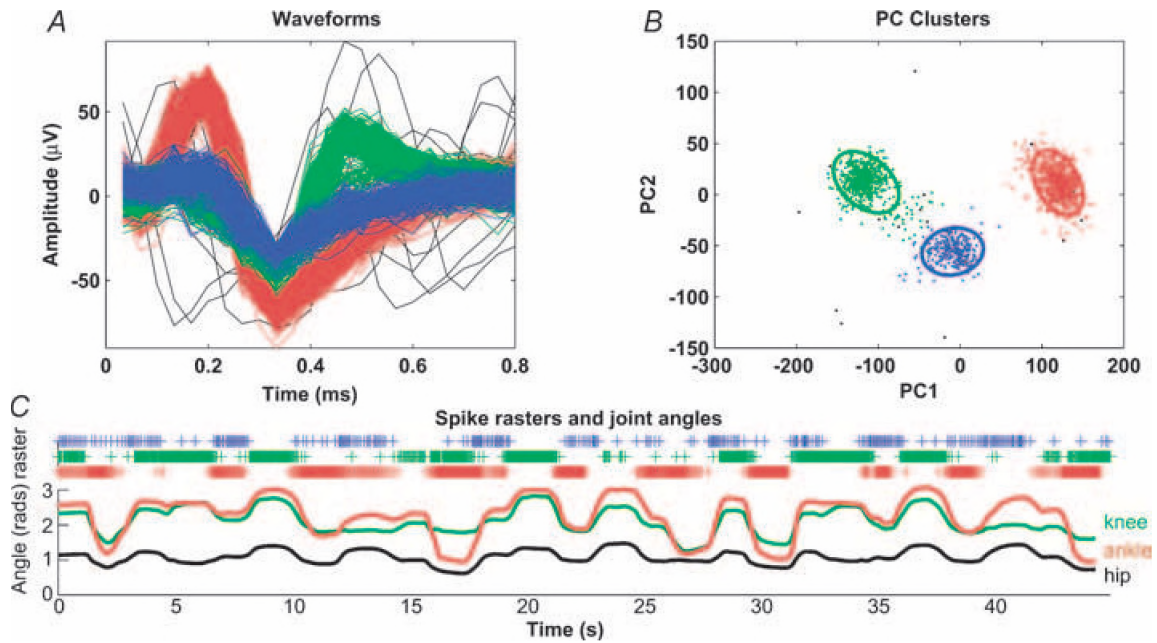 A
Waveforms
Amplitude (μV)
50
0
-50
0
0.2
0.4
0.6
0.8
Time (ms)
B
PC Clusters
PC2
150
100
50
0
-50
-100
-150
-300
-200
-100
0
100
200
PC1
C
Spike rasters and joint angles
Angle (rads) raster
3
2
1
0
knee
ankle
hip
0
5
10
15
20
25
30
35
40
Time (s)